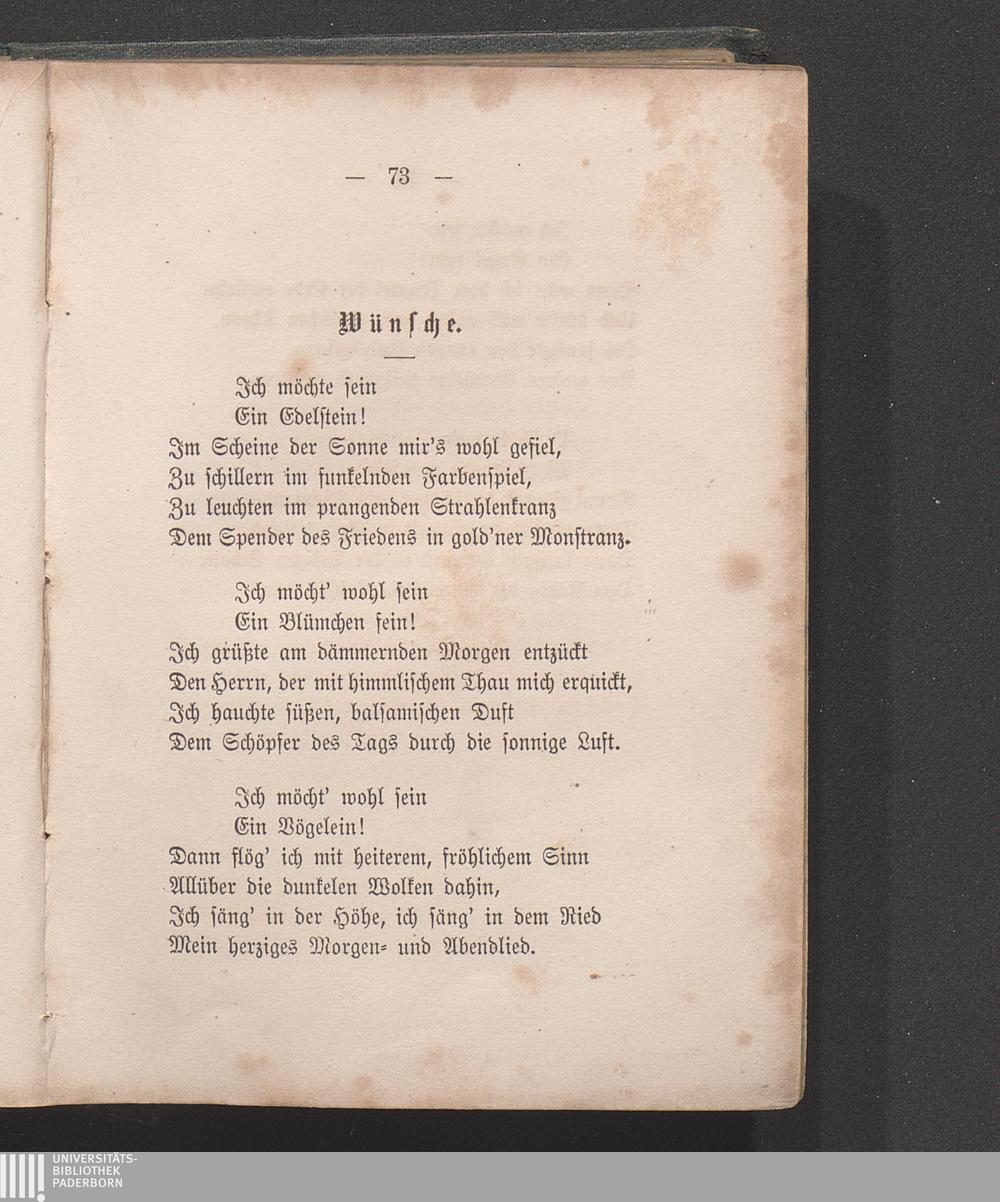 — 73 —
Wünsche.
Ich möchte sein
Ein Edelstein!
Im Scheine der Sonne mir's wohl gefiel,
Zu schillern im funkelnden Farbenspiel,
Zu leuchten im prangenden Strahlenkranz
Dem Spender des Friedens in gold'ner Monstranz.
Ich möcht' wohl sein
Ein Blümchen fein!
Ich grüßte am dämmernden Morgen entzückt
Den Herrn, der mit himmlischem Thau mich erquickt,
Ich hauchte süßen, balsamischen Duft
Dem Schöpfer des Tags durch die sonnige Luft.
Ich möcht' wohl sein
Ein Vögelein!
Dann flög' ich mit heiterem, fröhlichem Sinn
Allüber die dunkelen Wolken dahin,
Ich säng' in der Höhe, ich säng' in dem Ried
Mein herziges Morgen- und Abendlied.
UNIVERSITÄTS-
BIBLIOTHEK
PADERBORN